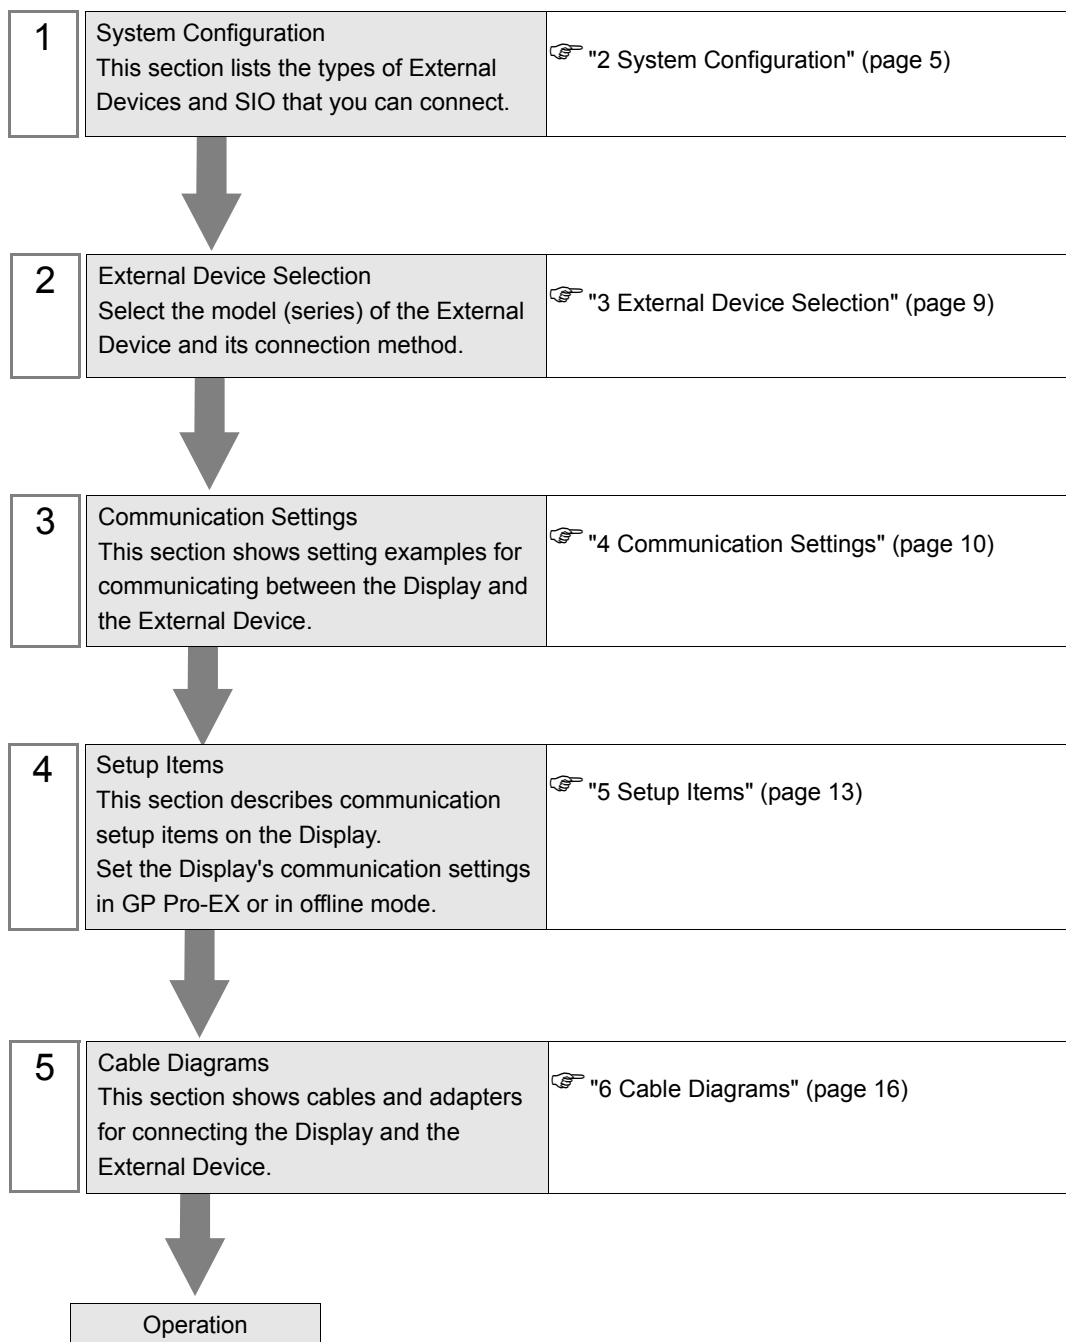 1
System Configuration
This section lists the types of External
Devices and SIO that you can connect.
"2 System Configuration" (page 5)
2
External Device Selection
Select the model (series) of the External
Device and its connection method.
"3 External Device Selection" (page 9)
3
Communication Settings
This section shows setting examples for
communicating between the Display and
the External Device.
"4 Communication Settings" (page 10)
4
Setup Items
This section describes communication
setup items on the Display.
Set the Display's communication settings
in GP Pro-EX or in offline mode.
"5 Setup Items" (page 13)
5
Cable Diagrams
This section shows cables and adapters
for connecting the Display and the
External Device.
"6 Cable Diagrams" (page 16)
Operation